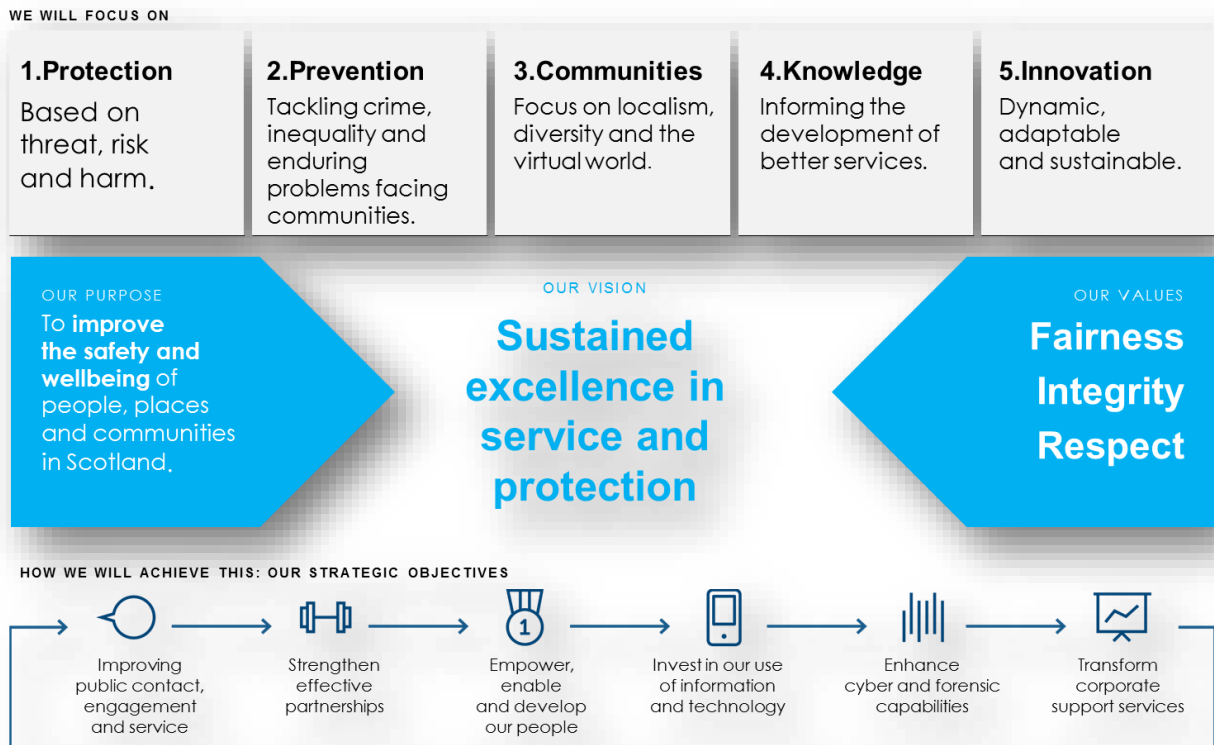 WE WILL FOCUS ON
1.Protection
Based on
threat, risk
and harm.
2.Prevention
Tackling crime,
inequality and
enduring
problems facing
communities.
3.Communities
Focus on localism,
diversity and the
virtual world.
4.Knowledge
Informing the
development of
better services.
5.Innovation
Dynamic,
adaptable
and sustainable.
OUR PURPOSE
To improve
the safety and
wellbeing of
people, places
and communities
in Scotland.
OUR VISION
Sustained
excellence in
service and
protection
OUR VALUES
Fairness
Integrity
Respect
HOW WE WILL ACHIEVE THIS: OUR STRATEGIC OBJECTIVES
Improving
public contact,
engagement
and service
Strengthen
effective
partnerships
1
Empower,
enable
and develop
our people
Invest in our use
of information
and technology
Enhance
cyber and forensic
capabilities
Transform
corporate
support services